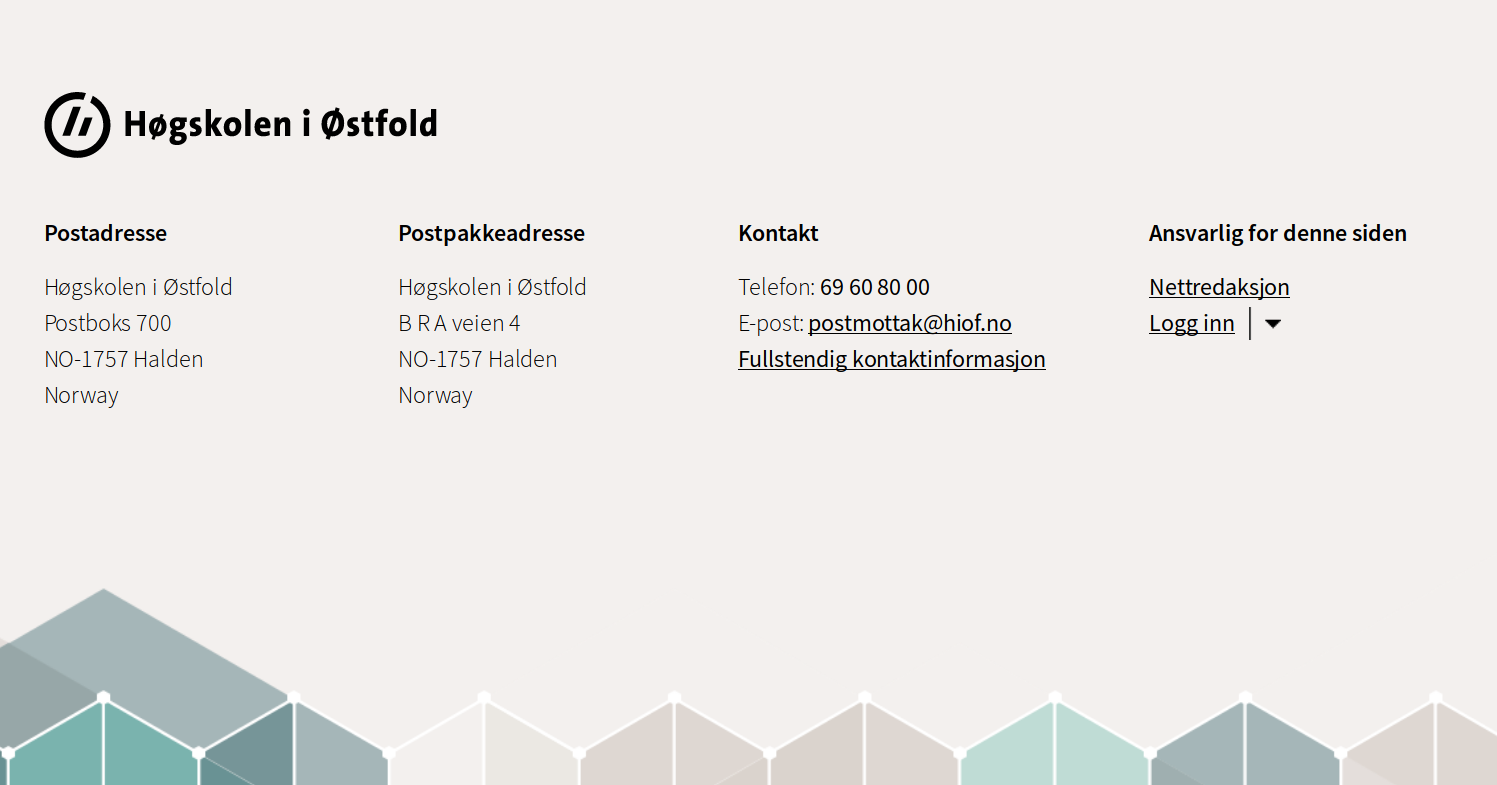 Høgskolen i Østfold
Postadresse
Høgskolen i Østfold
Postboks 700
NO-1757 Halden
Norway
Postpakkeadresse
Høgskolen i Østfold
B R A veien 4
NO-1757 Halden
Norway
Kontakt
Telefon: 69 60 80 00
E-post: postmottak@hiof.no
Fullstendig kontaktinformasjon
Ansvarlig for denne siden
Nettredaksjon
Logg inn